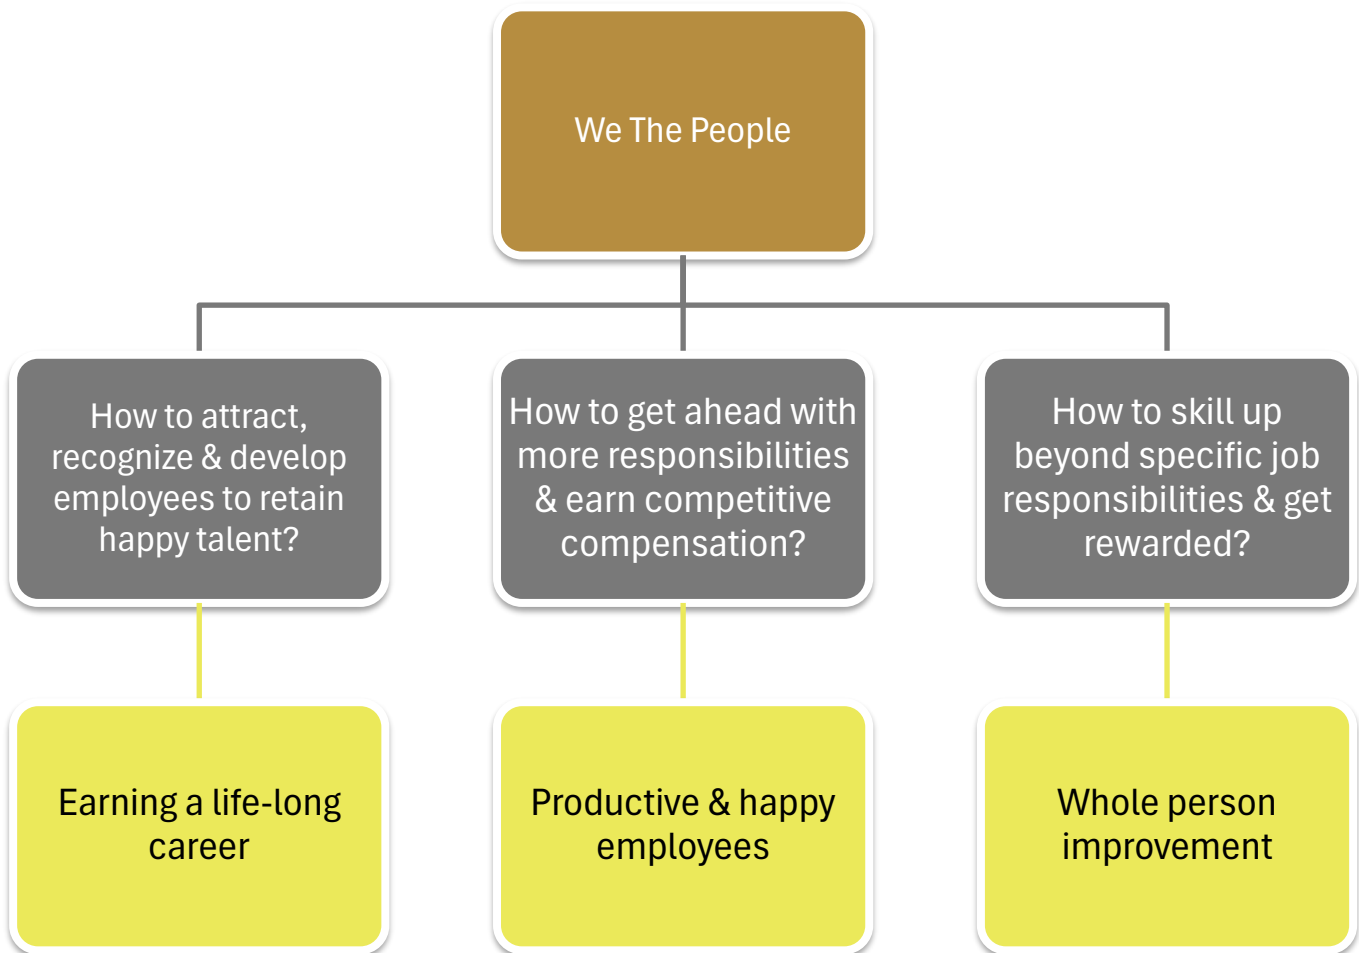 We The People
How to attract,
recognize & develop
employees to retain
happy talent?
How to get ahead with
more responsibilities
& earn competitive
compensation?
How to skill up
beyond specific job
responsibilities & get
rewarded?
Earning a life-long
career
Productive & happy
employees
Whole person
improvement